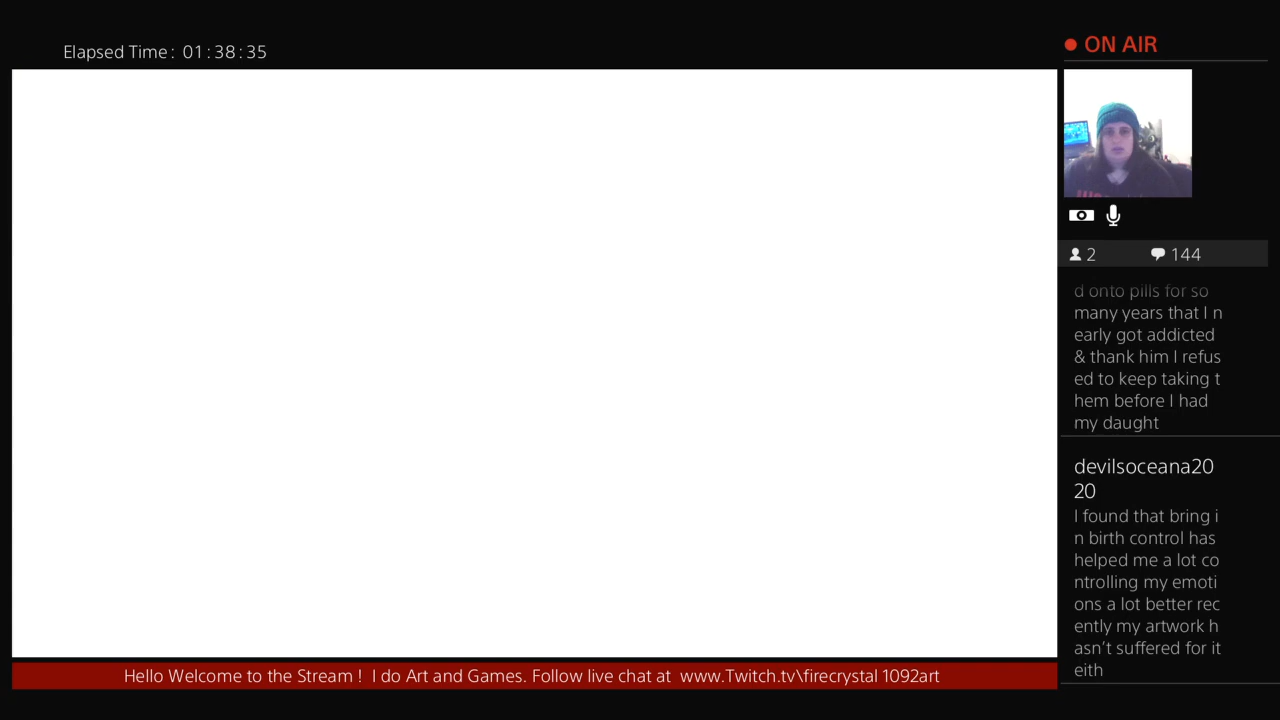 Elapsed Time: 01:38:35
ON AIR
2 144
d onto pills for so
many years that I n
early got addicted
& thank him I refus
ed to keep taking t
hem before I had
my daught
devilsoceana20
20
I found that bring i
n birth control has
helped me a lot co
ntrolling my emoti
ons a lot better rec
ently my artwork h
asn't suffered for it
eith
Hello Welcome to the Stream ! I do Art and Games. Follow live chat at www.Twitch.tv\firecrystal1092art